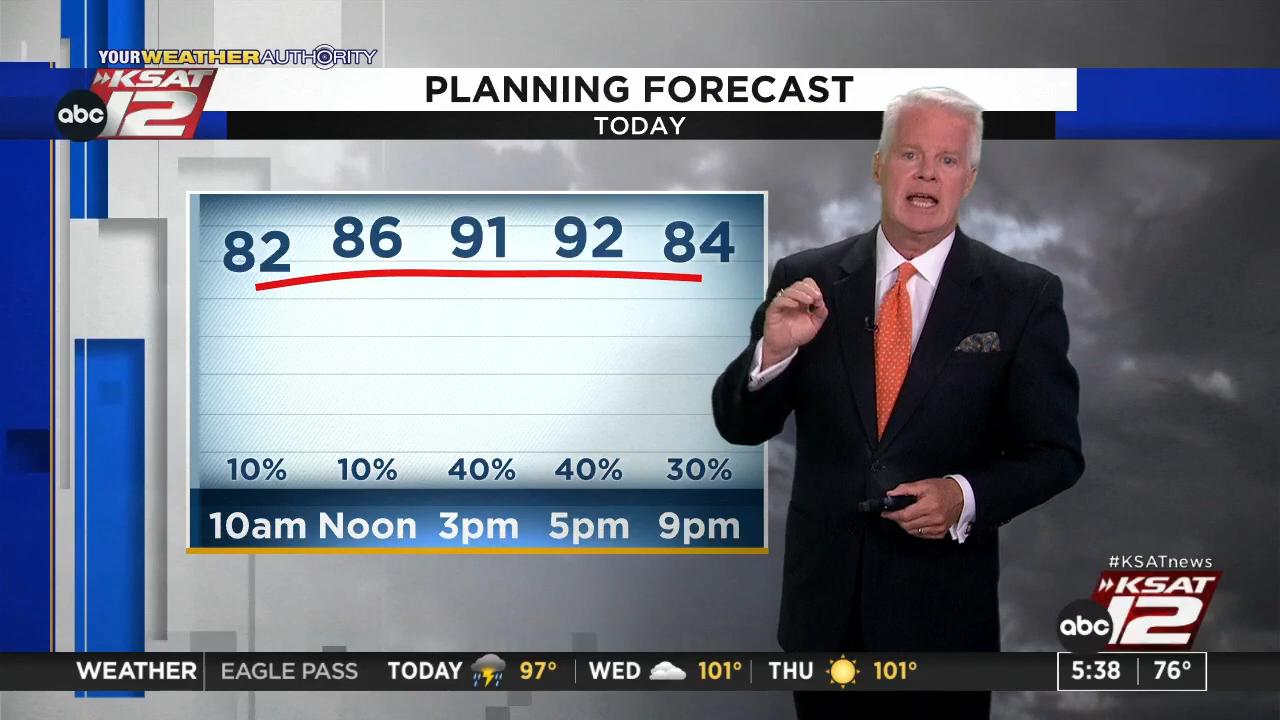 YOUR WEATHER AUTHORITY
KSAT
abc 12
PLANNING FORECAST
TODAY
82 86 91 92 84
10% 10% 40% 40% 30%
10am Noon 3pm 5pm 9pm
#KSATnews
KSAT
abc 12
WEATHER EAGLE PASS TODAY 97° WED 101° THU 101° 5:38 76°